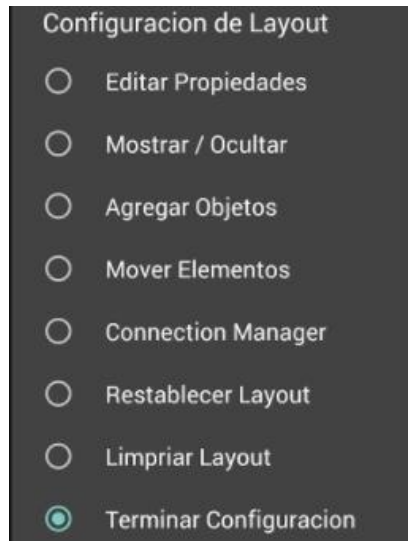 Configuracion de Layout
Editar Propiedades
Mostrar / Ocultar
Agregar Objetos
Mover Elementos
Connection Manager
Restablecer Layout
Limpriar Layout
Terminar Configuracion